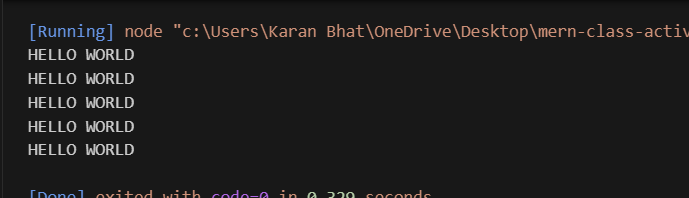 [Running] node "c:\Users\Karan Bhat\OneDrive\Desktop\mern-class-activ
HELLO WORLD
HELLO WORLD
HELLO WORLD
HELLO WORLD
HELLO WORLD
[Done] exited with code=0 in 0.329 seconds